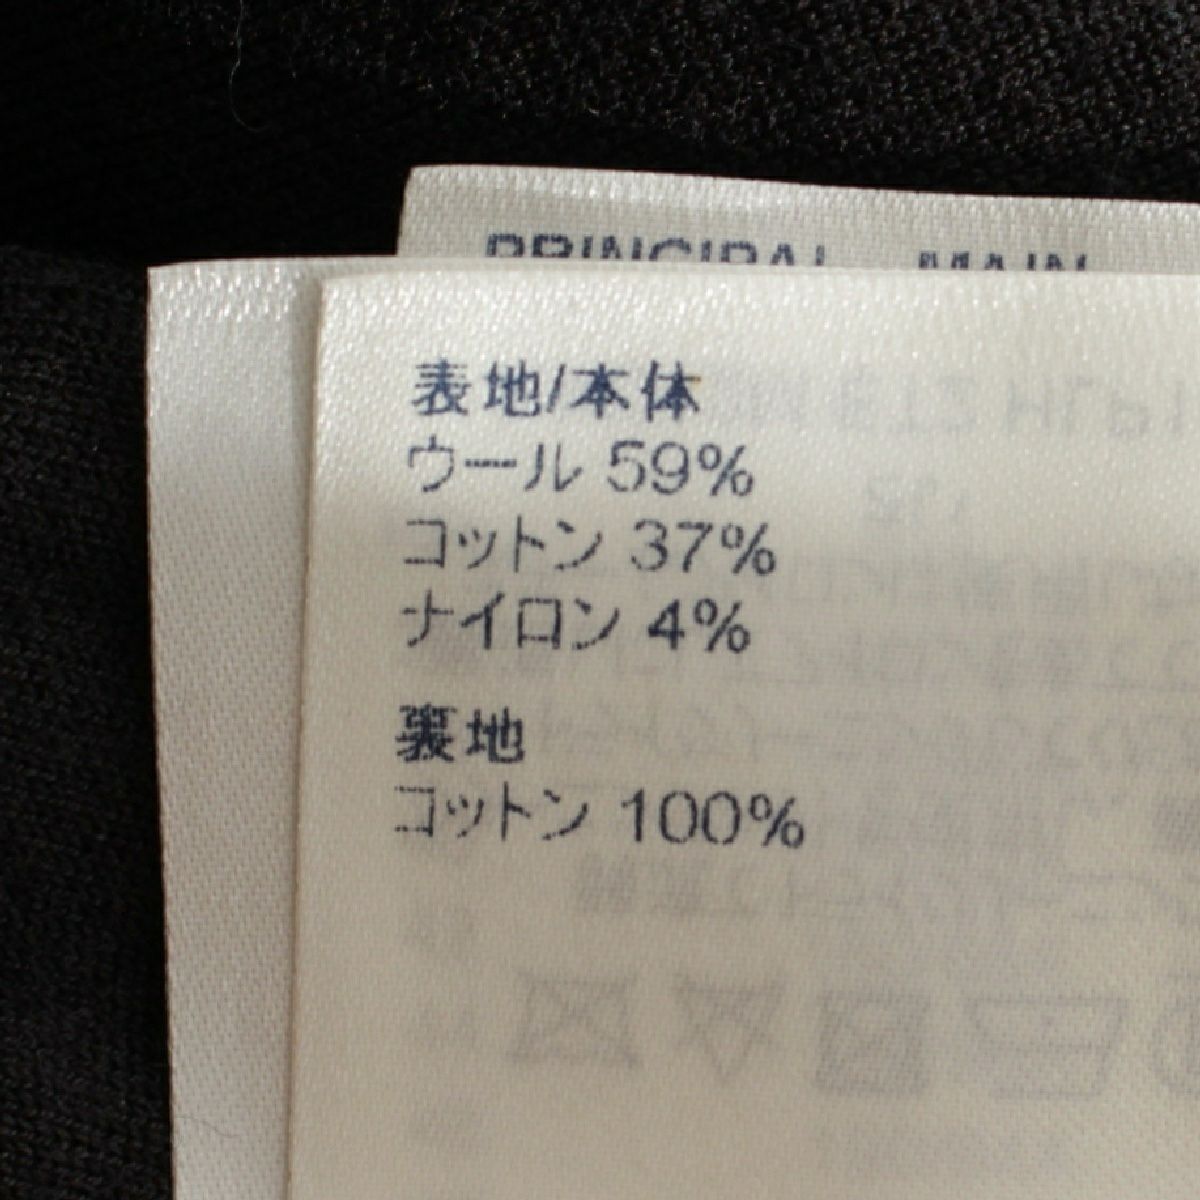 PRINCIPAL MAIN
表地/本体
ウール 59%
コットン 37%
ナイロン 4%
裏地
コットン 100%